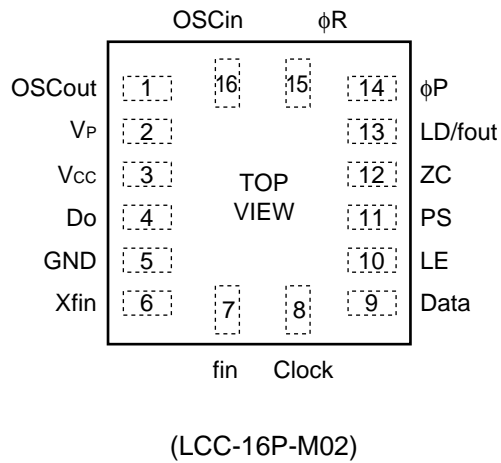 OSCin ϕR
OSCout 1 16 15 14 ϕP
VP 2 13 LD/fout
VCC 3 12 ZC
TOP
VIEW
Do 4 11 PS
GND 5 10 LE
Xfin 6 7 8 9 Data
fin Clock
(LCC-16P-M02)